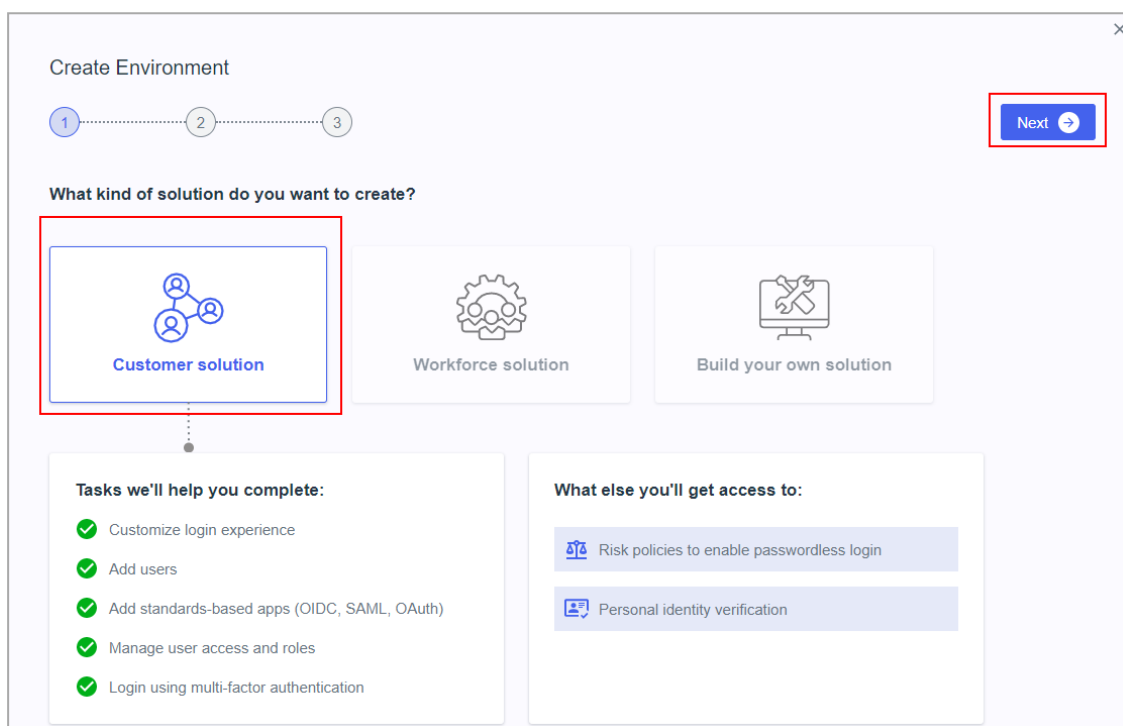 Create Environment
1 2 3
Next
What kind of solution do you want to create?
Customer solution
Workforce solution
Build your own solution
Tasks we'll help you complete:
Customize login experience
Add users
Add standards-based apps (OIDC, SAML, OAuth)
Manage user access and roles
Login using multi-factor authentication
What else you'll get access to:
Risk policies to enable passwordless login
Personal identity verification